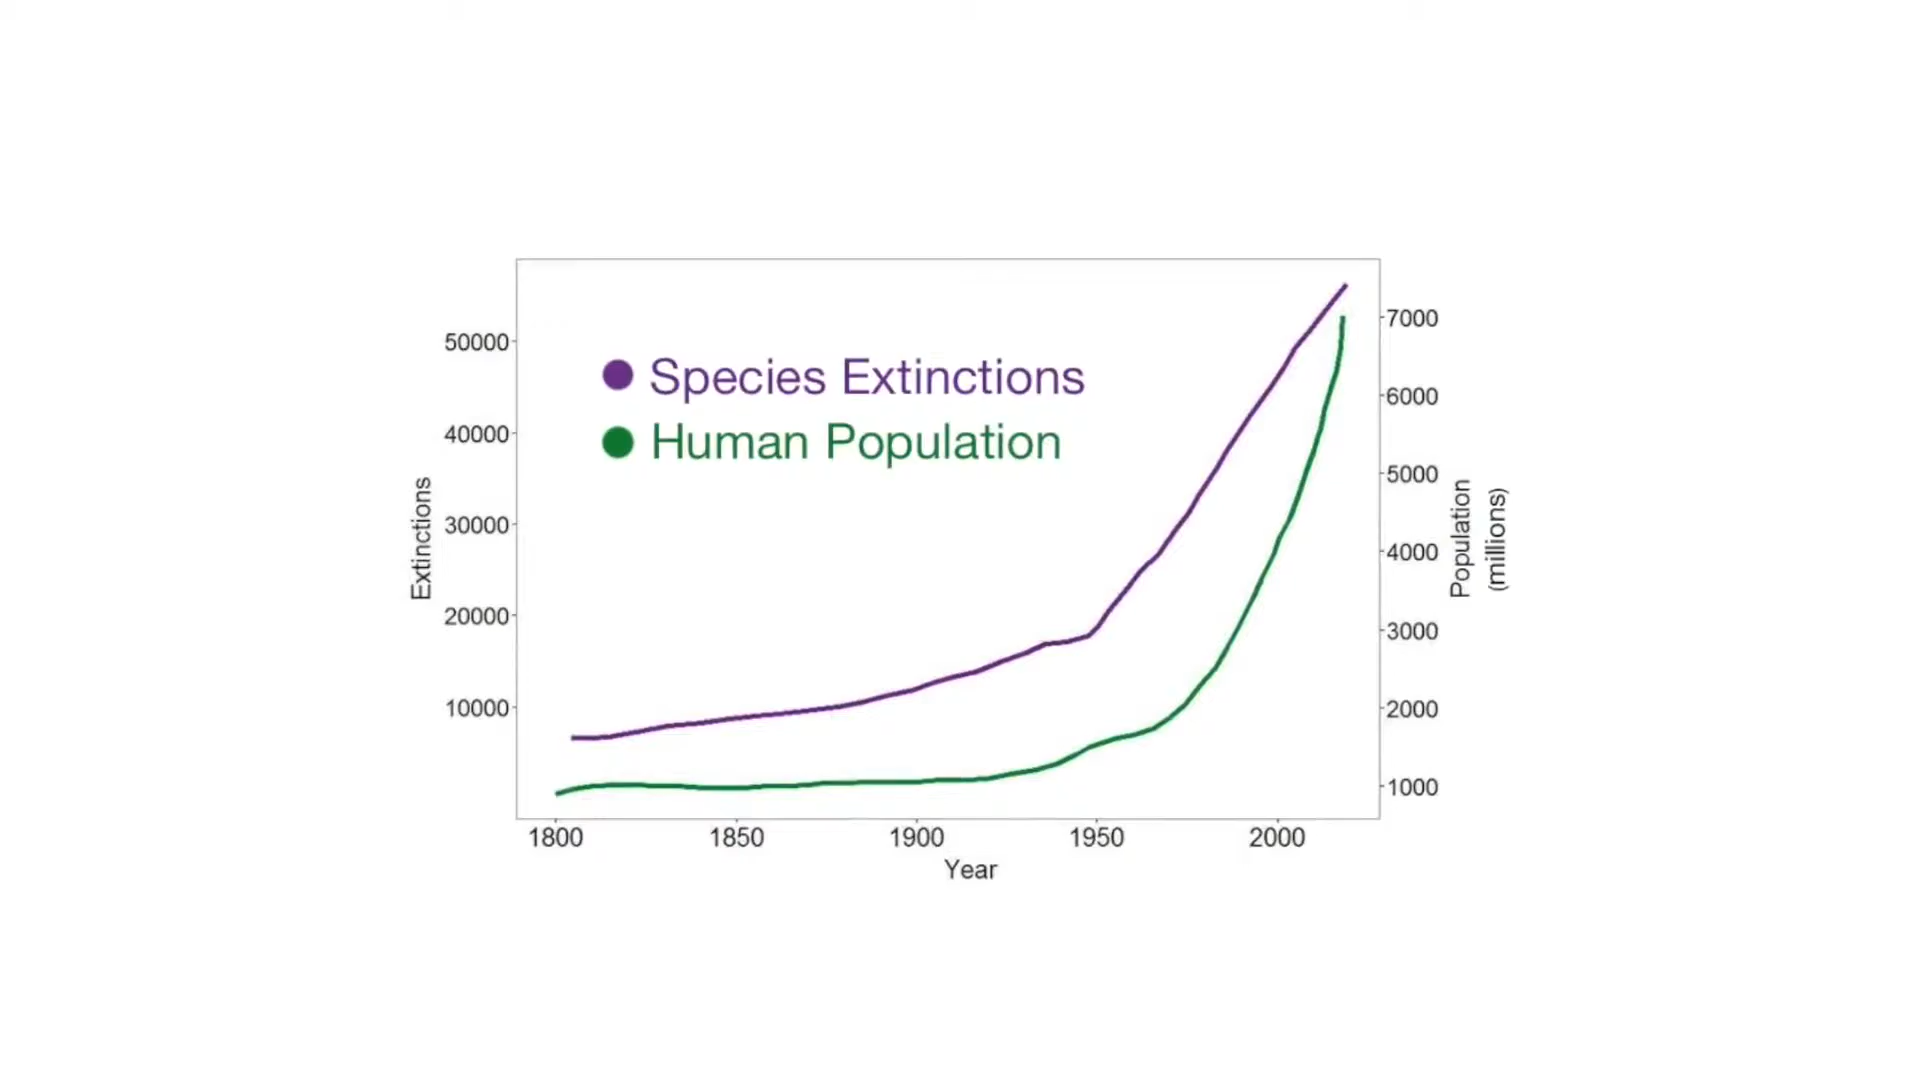 Species Extinctions
Human Population
Extinctions
50000
40000
30000
20000
10000
7000
6000
5000
4000
3000
2000
1000
Population
(millions)
1800 1850 1900 1950 2000
Year